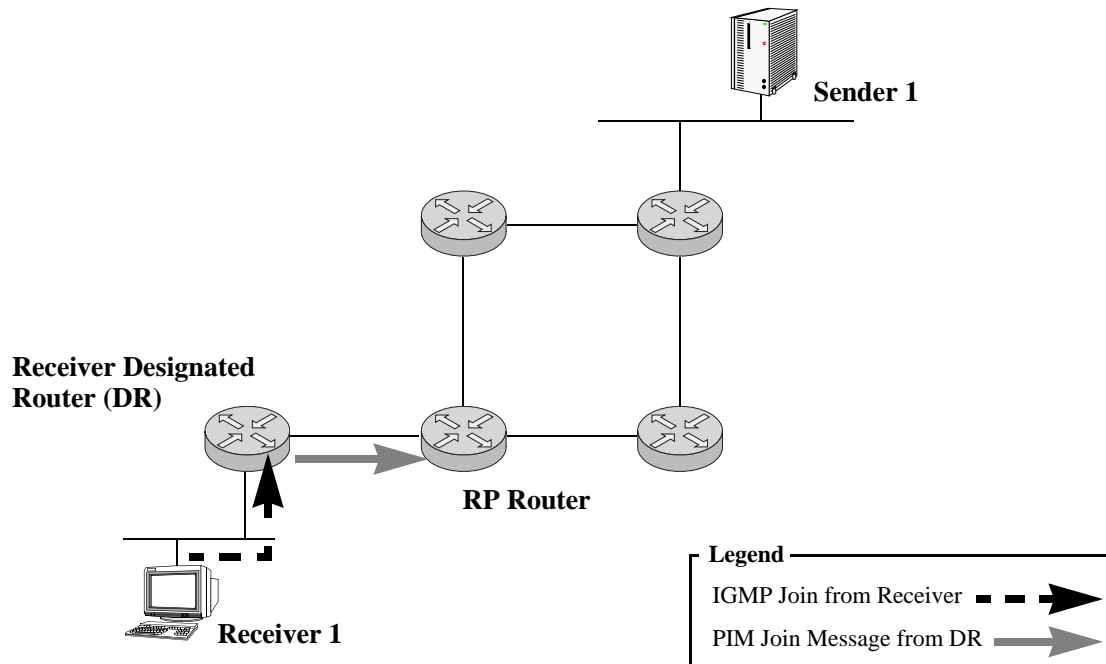 Sender 1
Receiver Designated
Router (DR)
RP Router
Receiver 1
Legend
IGMP Join from Receiver
PIM Join Message from DR